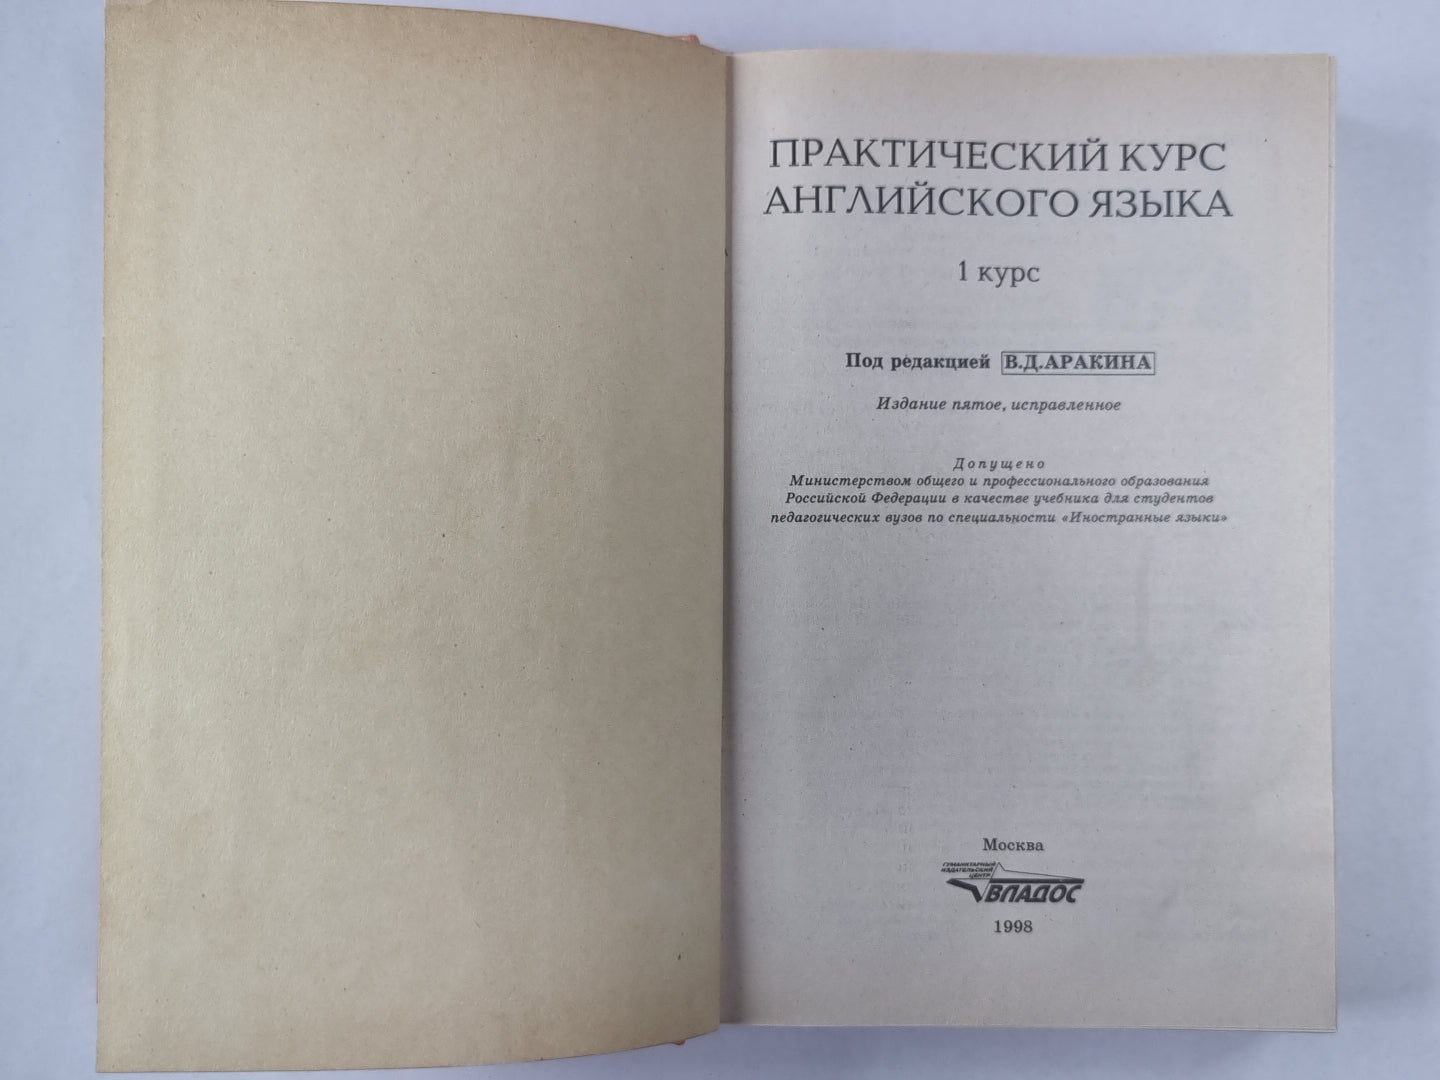 ПРАКТИЧЕСКИЙ КУРС
АНГЛИЙСКОГО ЯЗЫКА
1 курс
Под редакцией В.Д.АРАКИНА
Издание пятое, исправленное
Допущено
Министерством общего и профессионального образования
Российской Федерации в качестве учебника для студентов
педагогических вузов по специальности «Иностранные языки»
Москва
ГУМАНИТАРНЫЙ
ИЗДАТЕЛЬСКИЙ
ЦЕНТР
ВЛАДОС
1998